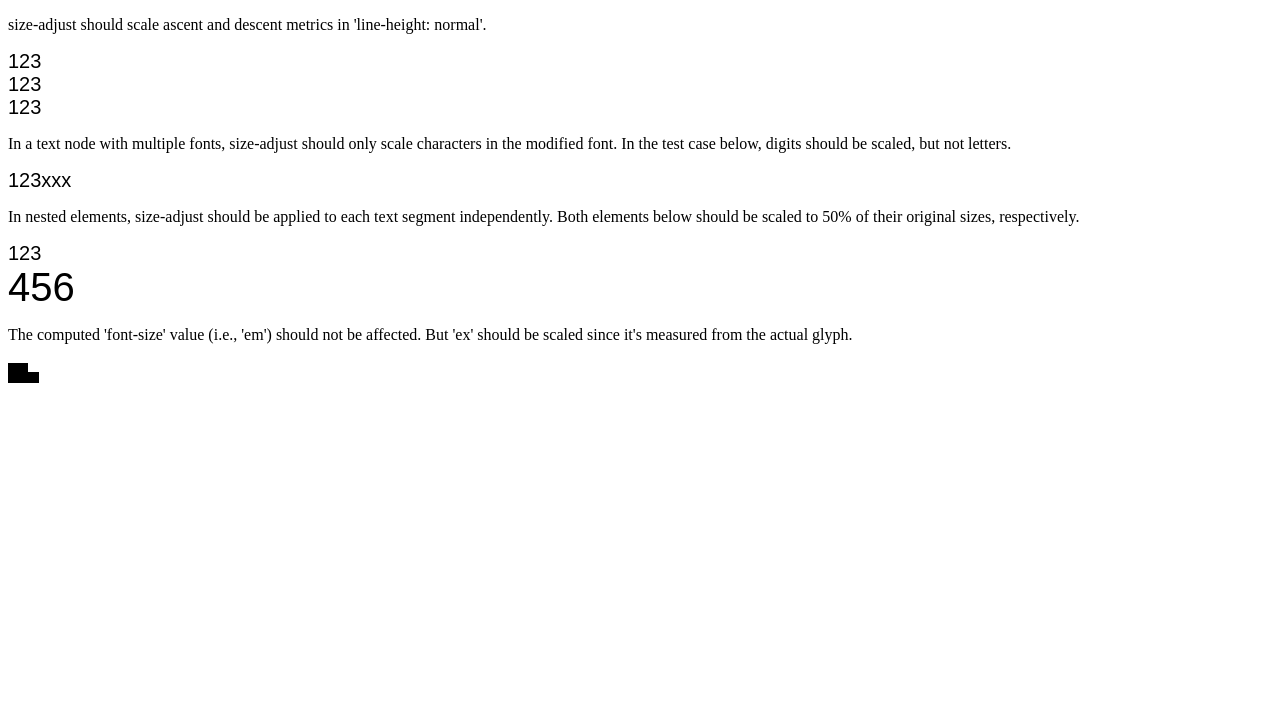 size-adjust should scale ascent and descent metrics in 'line-height: normal'.
123
123
123
In a text node with multiple fonts, size-adjust should only scale characters in the modified font. In the test case below, digits should be scaled, but not letters.
123xxx
In nested elements, size-adjust should be applied to each text segment independently. Both elements below should be scaled to 50% of their original sizes, respectively.
123
456
The computed 'font-size' value (i.e., 'em') should not be affected. But 'ex' should be scaled since it's measured from the actual glyph.